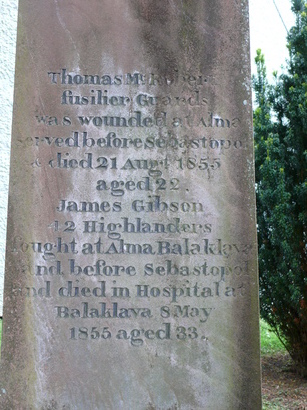 Thomas
fusilier Guards
was wounded at Alma
served before Sebastopol
& died 21 Augt 1855
aged 22.
James Gibson
42 Highlanders
fought at Alma Balaklava
and before Sebastopol
and died in Hospital at
Balaklava 8 May
1855 aged 33.